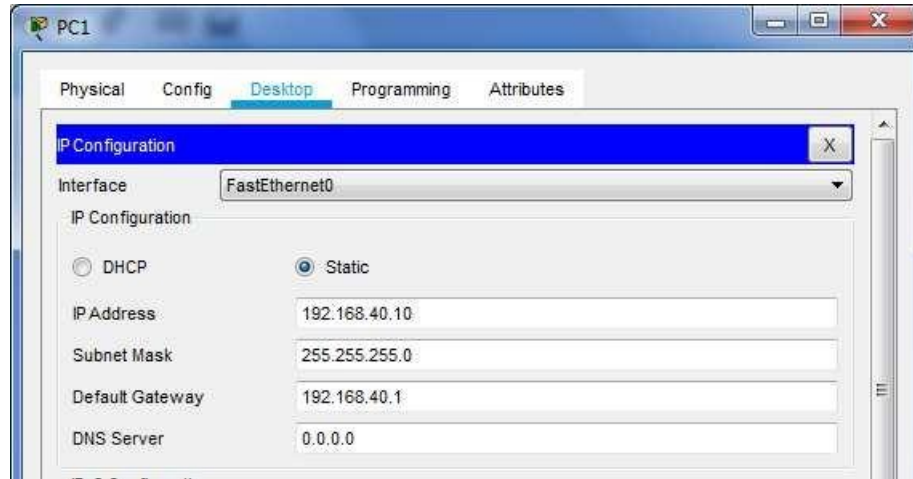 PC1
Physical Config Desktop Programming Attributes
IP Configuration X
Interface FastEthernet0
IP Configuration
DHCP Static
IP Address 192.168.40.10
Subnet Mask 255.255.255.0
Default Gateway 192.168.40.1
DNS Server 0.0.0.0